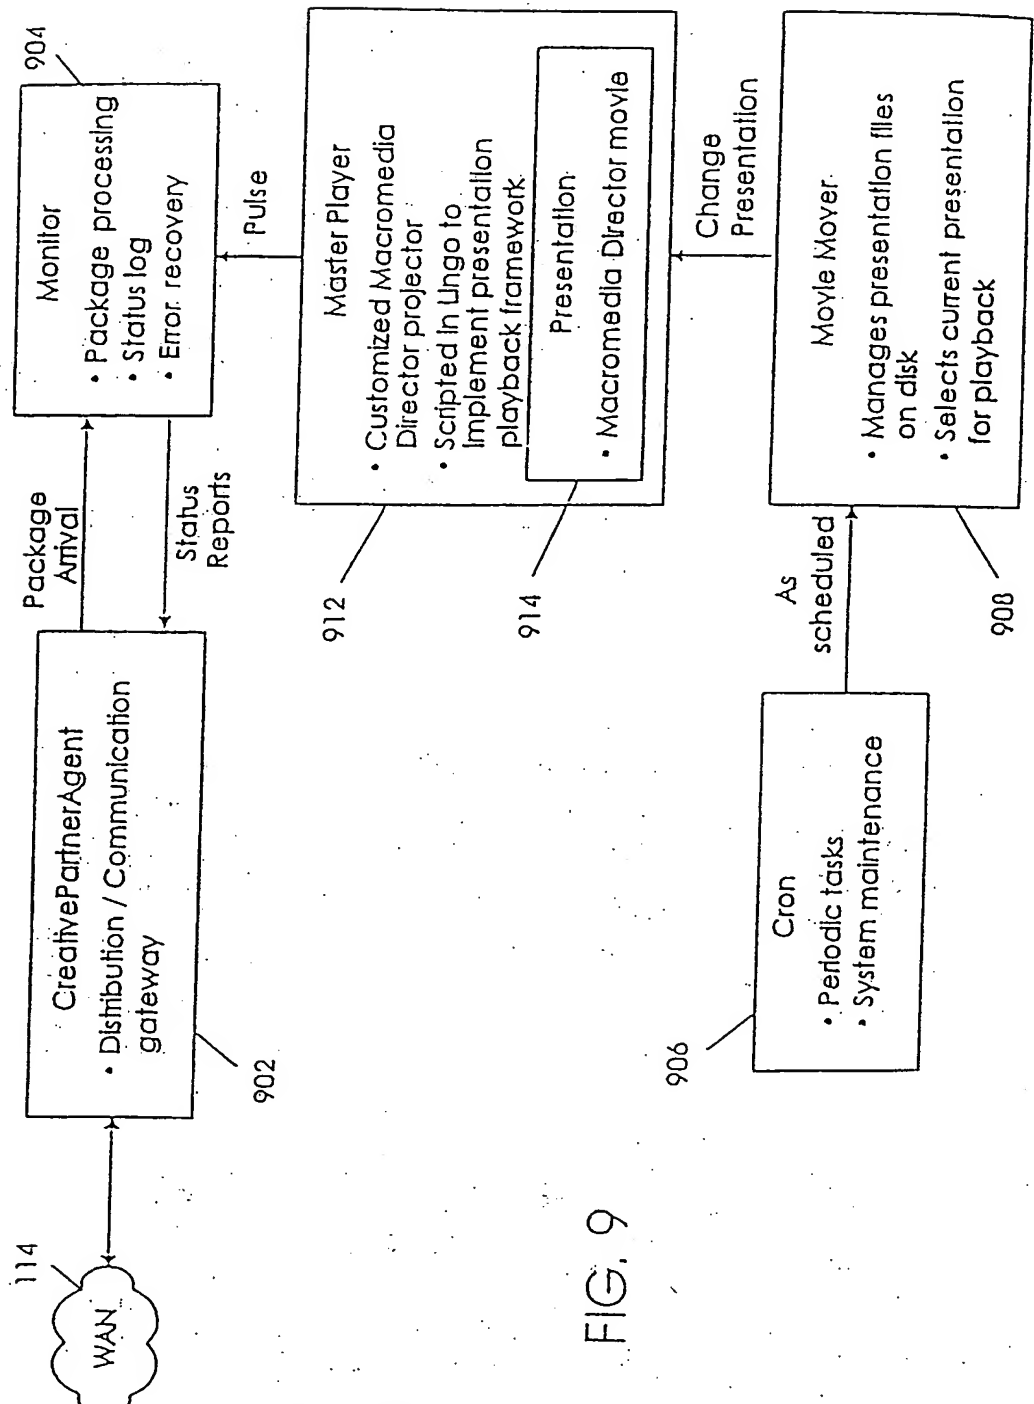 114
WAN
CreativePartnerAgent
• Distribution / Communication
gateway
902
Package
Arrival
Status
Reports
Monitor
• Package processing
• Status log
• Error recovery
904
Pulse
Master Player
• Customized Macromedia
Director projector
• Scripted in Lingo to
implement presentation
playback framework
912
Presentation
• Macromedia Director movie
914
Change
Presentation
Cron
• Periodic tasks
• System maintenance
906
As
scheduled
Movie Mover
• Manages presentation files
on disk
• Selects current presentation
for playback
908
FIG. 9